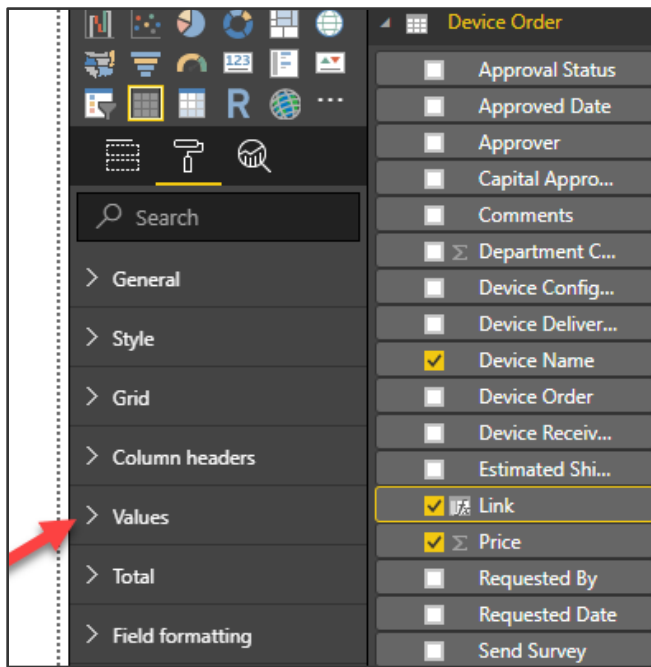 123
R
Search
General
Style
Grid
Column headers
Values
Total
Field formatting
Device Order
Approval Status
Approved Date
Approver
Capital Appro...
Comments
Σ Department C...
Device Config...
Device Deliver...
Device Name
Device Order
Device Receiv...
Estimated Shi...
Link
Σ Price
Requested By
Requested Date
Send Survey